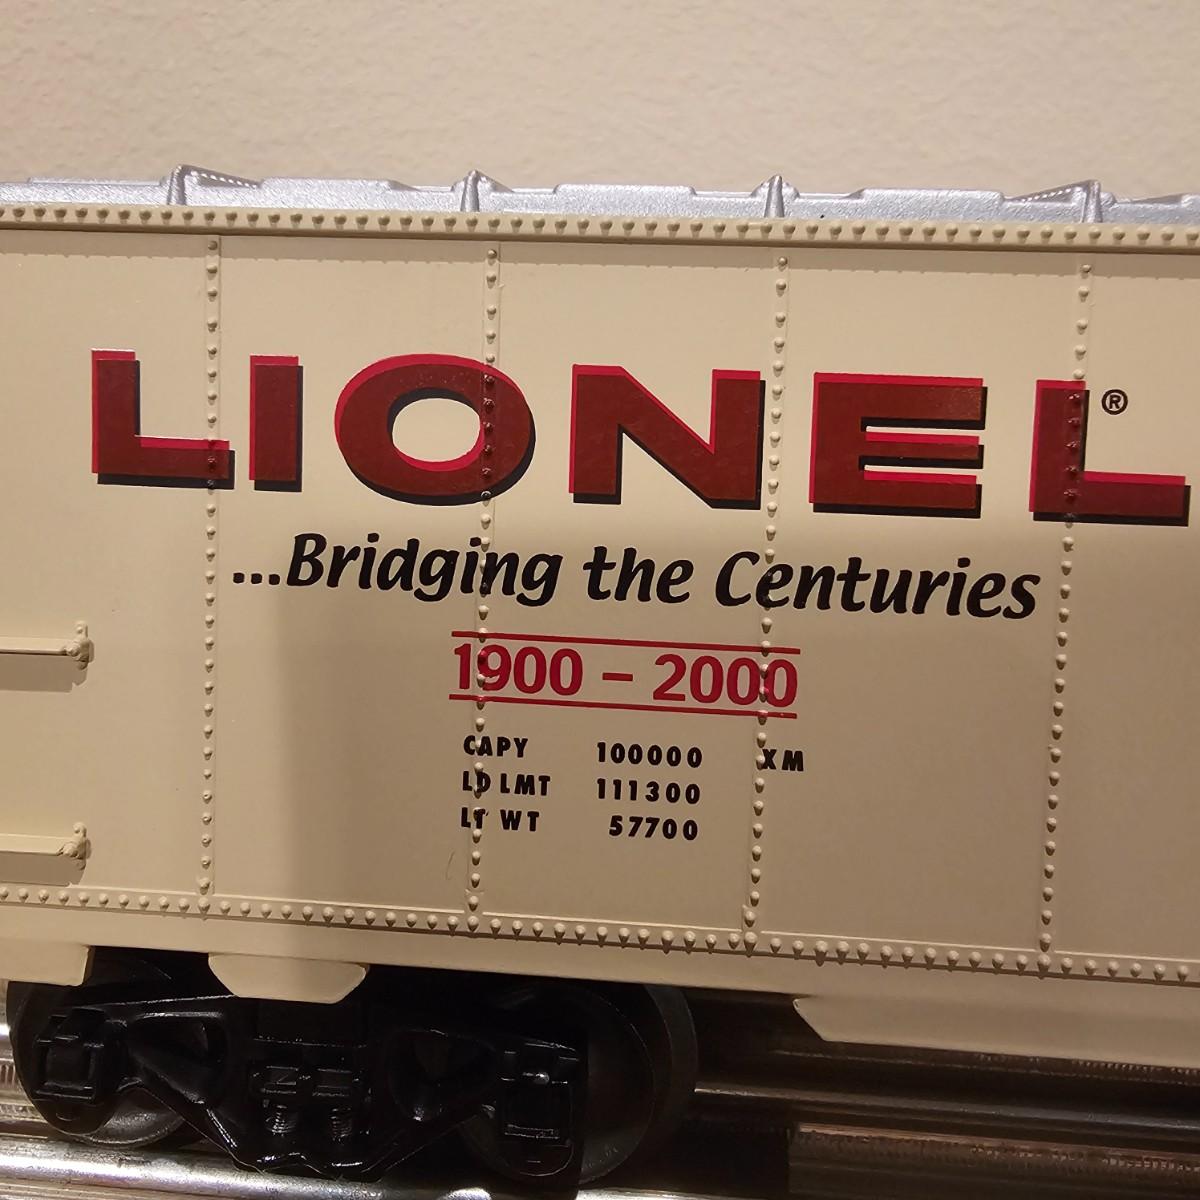 LIONEL®
...Bridging the Centuries
1900 – 2000
CAPY 100000 XM
LD LMT 111300
LT WT 57700